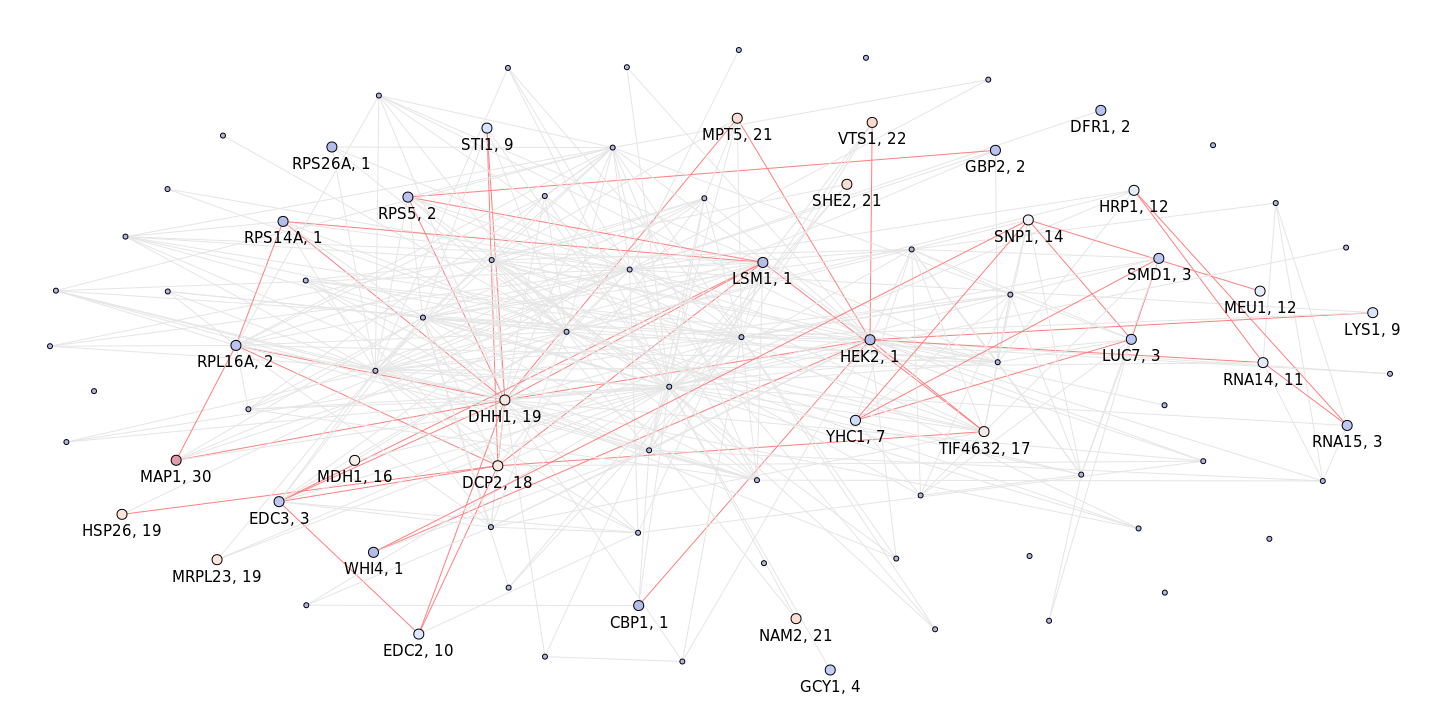 DFR1, 2
MPT5, 21
VTS1, 22
STI1, 9
RPS26A, 1
GBP2, 2
SHE2, 21
HRP1, 12
RPS5, 2
RPS14A, 1
SNP1, 14
SMD1, 3
LSM1, 1
MEU1, 12
LYS1, 9
HEK2, 1
LUC7, 3
RPL16A, 2
RNA14, 11
DHH1, 19
YHC1, 7
RNA15, 3
TIF4632, 17
MAP1, 30
MDH1, 16
DCP2, 18
EDC3, 3
HSP26, 19
WHI4, 1
MRPL23, 19
CBP1, 1
NAM2, 21
EDC2, 10
GCY1, 4